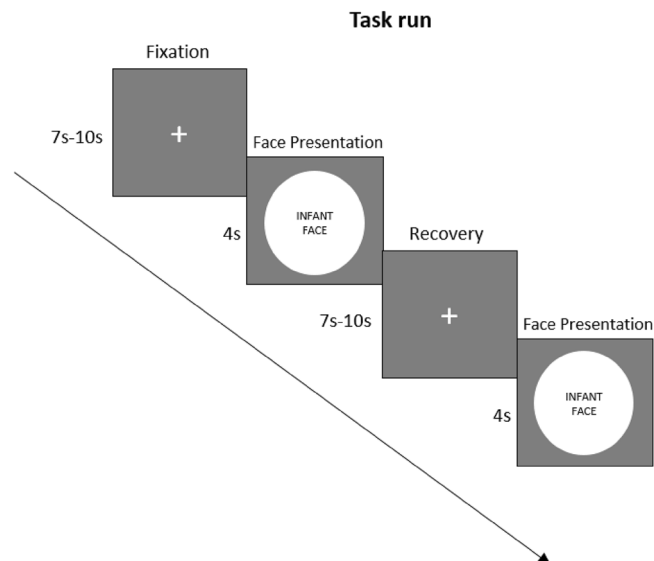 Task run
Fixation
+
7s-10s
Face Presentation
INFANT
FACE
4s
Recovery
+
7s-10s
Face Presentation
INFANT
FACE
4s